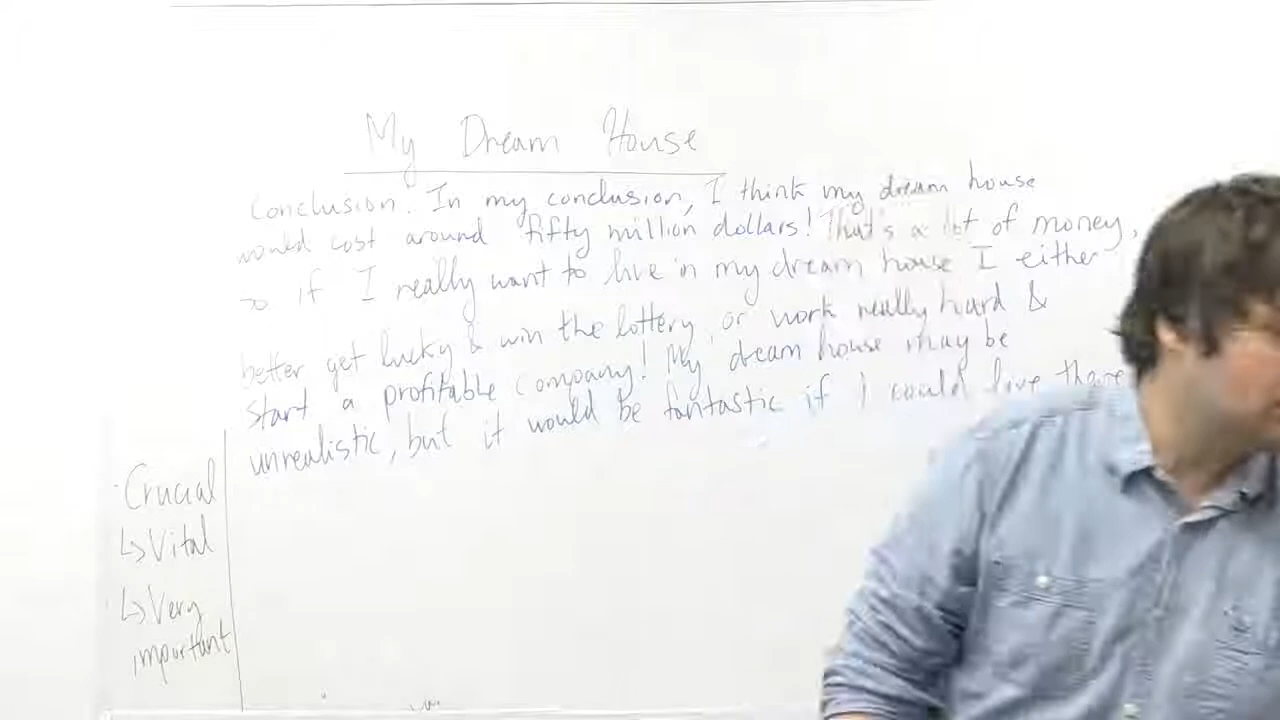 My Dream House
Conclusion: In my conclusion, I think my dream house
would cost around fifty million dollars! That's a lot of money,
so if I really want to live in my dream house I either
better get lucky & win the lottery, or work really hard &
start a profitable company! My dream house may be
unrealistic, but it would be fantastic if I could live there
Crucial
↳ Vital
↳ Very
important